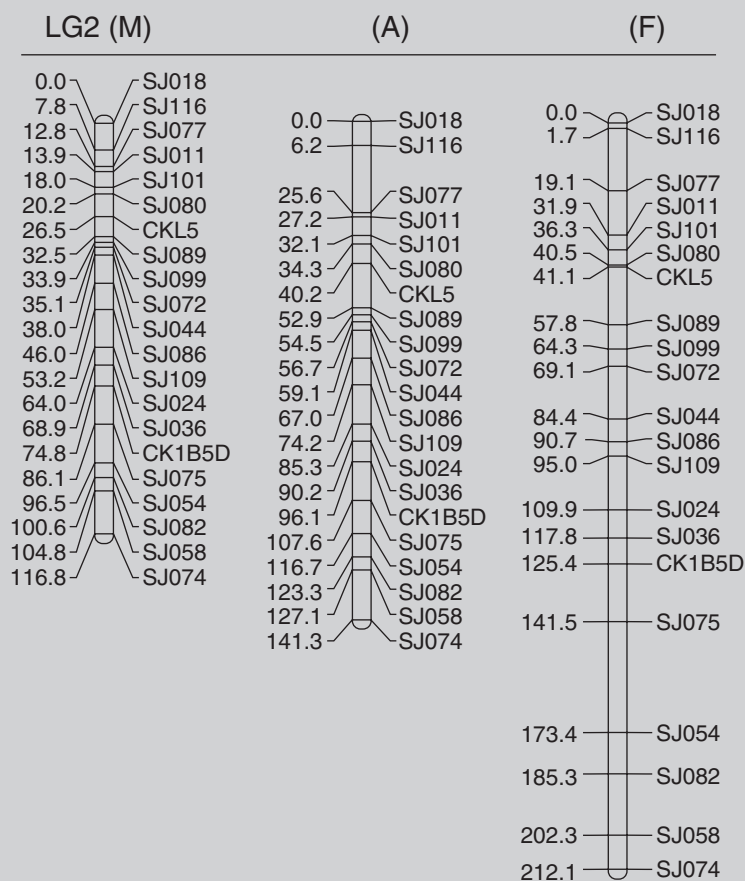 LG2 (M) (A) (F)
0.0 SJ018
7.8 SJ116
12.8 SJ077
13.9 SJ011
18.0 SJ101
20.2 SJ080
26.5 CKL5
32.5 SJ089
33.9 SJ099
35.1 SJ072
38.0 SJ044
46.0 SJ086
53.2 SJ109
64.0 SJ024
68.9 SJ036
74.8 CK1B5D
86.1 SJ075
96.5 SJ054
100.6 SJ082
104.8 SJ058
116.8 SJ074
0.0 SJ018
6.2 SJ116
25.6 SJ077
27.2 SJ011
32.1 SJ101
34.3 SJ080
40.2 CKL5
52.9 SJ089
54.5 SJ099
56.7 SJ072
59.1 SJ044
67.0 SJ086
74.2 SJ109
85.3 SJ024
90.2 SJ036
96.1 CK1B5D
107.6 SJ075
116.7 SJ054
123.3 SJ082
127.1 SJ058
141.3 SJ074
0.0 SJ018
1.7 SJ116
19.1 SJ077
31.9 SJ011
36.3 SJ101
40.5 SJ080
41.1 CKL5
57.8 SJ089
64.3 SJ099
69.1 SJ072
84.4 SJ044
90.7 SJ086
95.0 SJ109
109.9 SJ024
117.8 SJ036
125.4 CK1B5D
141.5 SJ075
173.4 SJ054
185.3 SJ082
202.3 SJ058
212.1 SJ074